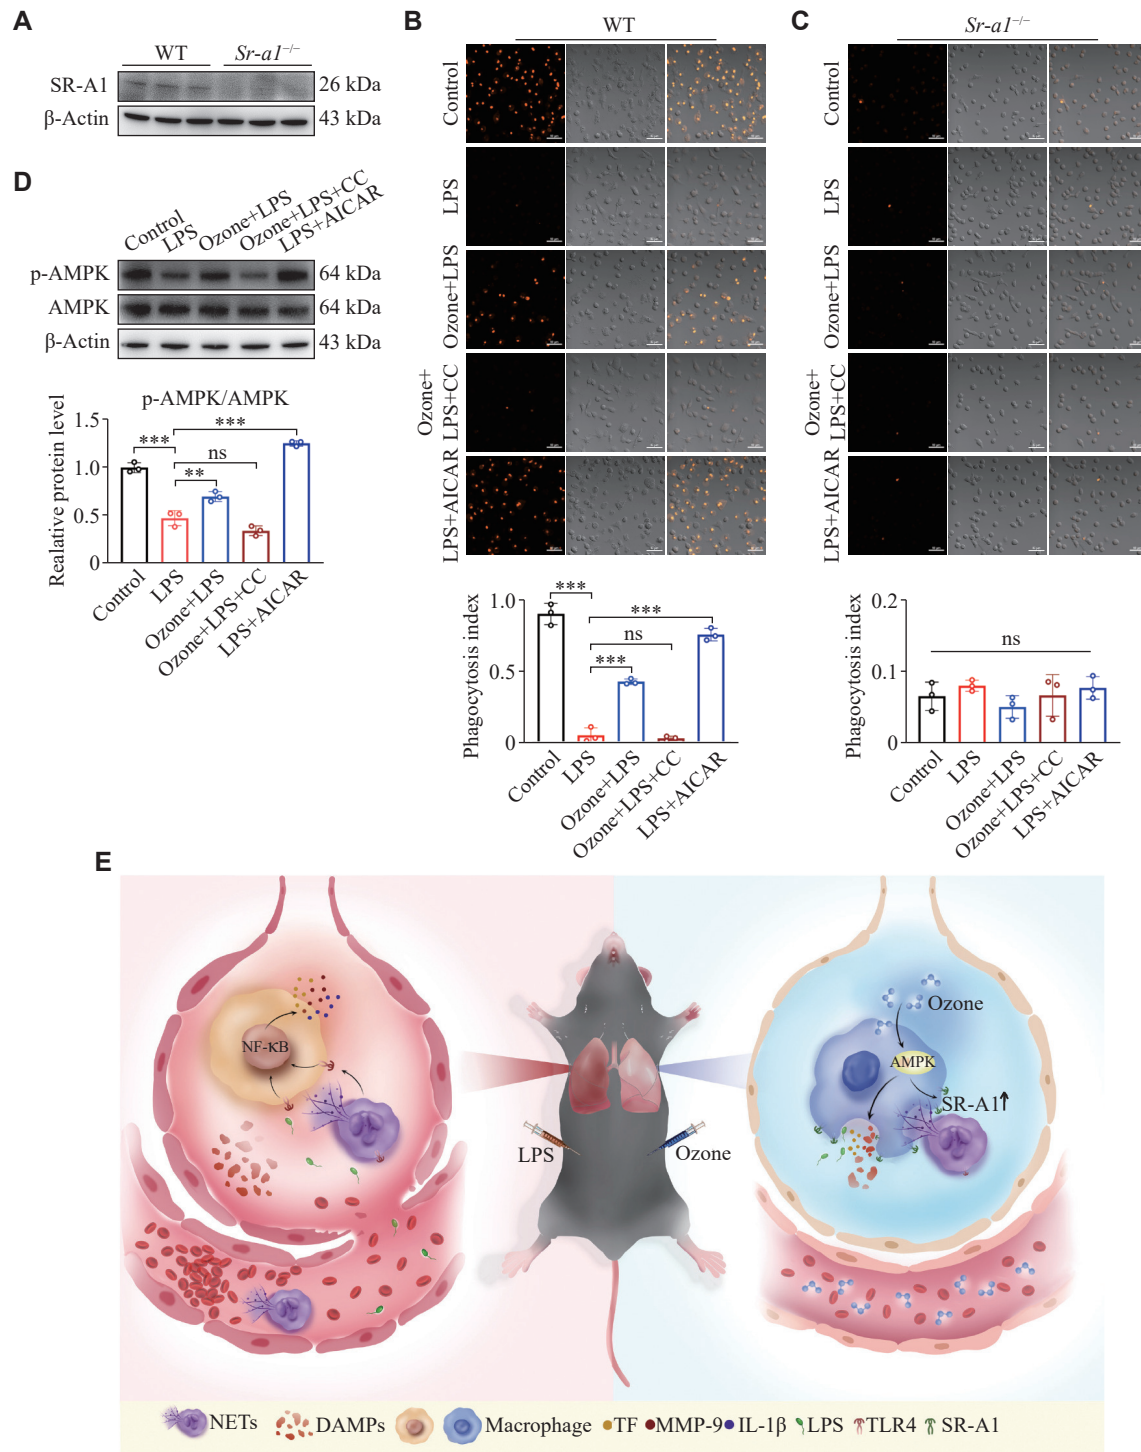 A
WT
Sr-a1⁻/⁻
SR-A1
26 kDa
β-Actin
43 kDa
B
WT
Control
LPS
Ozone+LPS
Ozone+
LPS+CC
LPS+AICAR
Phagocytosis index
1.0
0.5
0
***
***
ns
***
Control
LPS
Ozone+LPS
Ozone+LPS+CC
LPS+AICAR
C
Sr-a1⁻/⁻
Control
LPS
Ozone+LPS
Ozone+
LPS+CC
LPS+AICAR
Phagocytosis index
0.2
0.1
0
ns
Control
LPS
Ozone+LPS
Ozone+LPS+CC
LPS+AICAR
D
Control
LPS
Ozone+LPS
Ozone+LPS+CC
LPS+AICAR
p-AMPK
64 kDa
AMPK
64 kDa
β-Actin
43 kDa
p-AMPK/AMPK
Realative protein level
1.5
1.0
0.5
0
***
***
ns
**
Control
LPS
Ozone+LPS
Ozone+LPS+CC
LPS+AICAR
E
NF-κB
LPS
Ozone
Ozone
AMPK
SR-A1
NETs
DAMPs
Macrophage
TF
MMP-9
IL-1β
LPS
TLR4
SR-A1